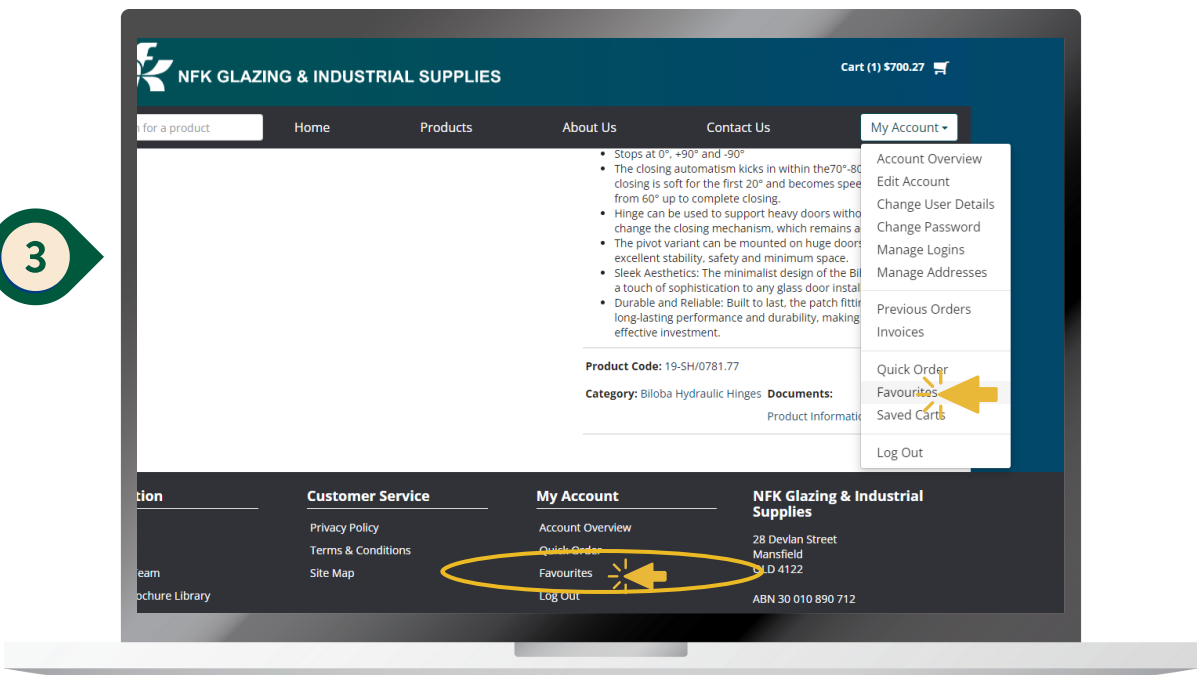 3
NFK GLAZING & INDUSTRIAL SUPPLIES
Cart (1) $700.27
for a product
Home
Products
About Us
Contact Us
My Account
Stops at 0°, +90° and -90°
The closing automatism kicks in within the70°-80
closing is soft for the first 20° and becomes spee
from 60° up to complete closing.
Hinge can be used to support heavy doors witho
change the closing mechanism, which remains a
The pivot variant can be mounted on huge doors
excellent stability, safety and minimum space.
Sleek Aesthetics: The minimalist design of the Bil
a touch of sophistication to any glass door instal
Durable and Reliable: Built to last, the patch fittin
long-lasting performance and durability, making
effective investment.
Product Code: 19-SH/0781.77
Category: Biloba Hydraulic Hinges Documents:
Product Informatio
Account Overview
Edit Account
Change User Details
Change Password
Manage Logins
Manage Addresses
Previous Orders
Invoices
Quick Order
Favourites
Saved Carts
Log Out
tion
eam
ochure Library
Customer Service
Privacy Policy
Terms & Conditions
Site Map
My Account
Account Overview
Quick Order
Favourites
Log Out
NFK Glazing & Industrial
Supplies
28 Devlan Street
Mansfield
QLD 4122
ABN 30 010 890 712